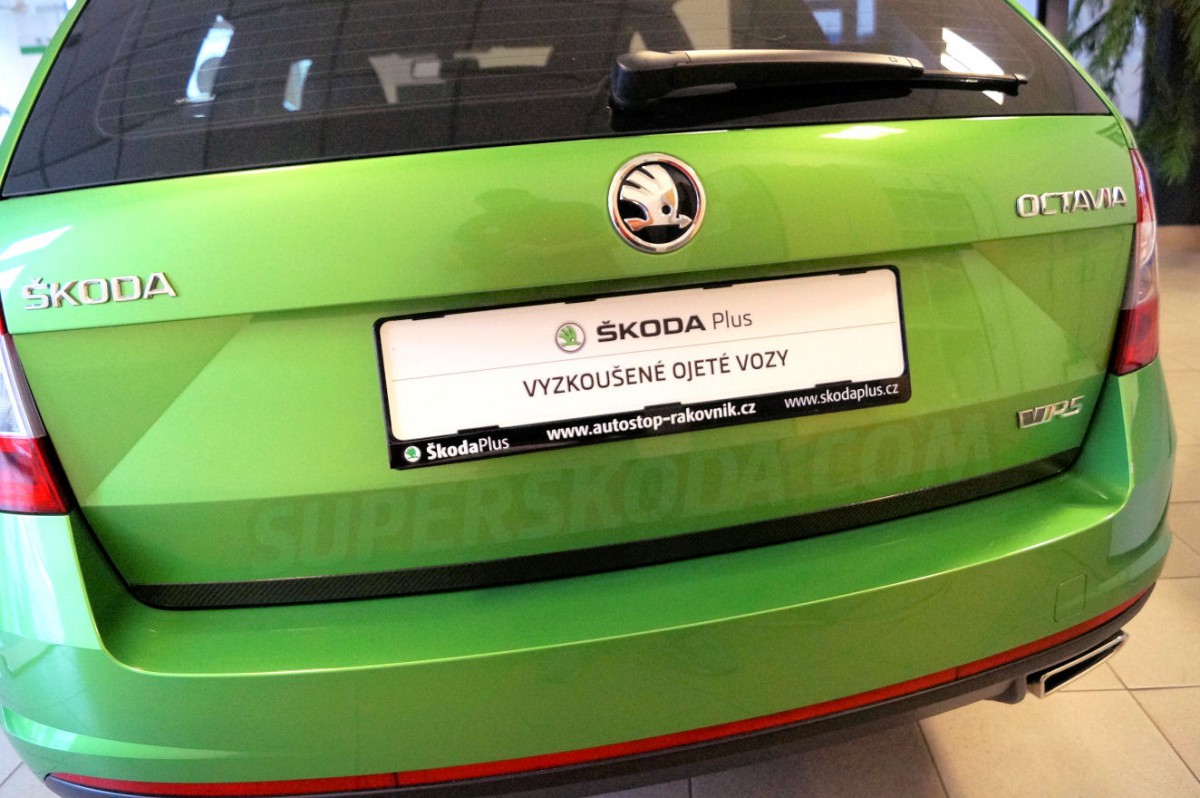 OCTAVIA
ŠKODA
ŠKODA Plus
VYZKOUŠENÉ OJETÉ VOZY
ŠkodaPlus www.autostop-rakovnik.cz www.skodaplus.cz
VRS
SUPERSKODA.COM